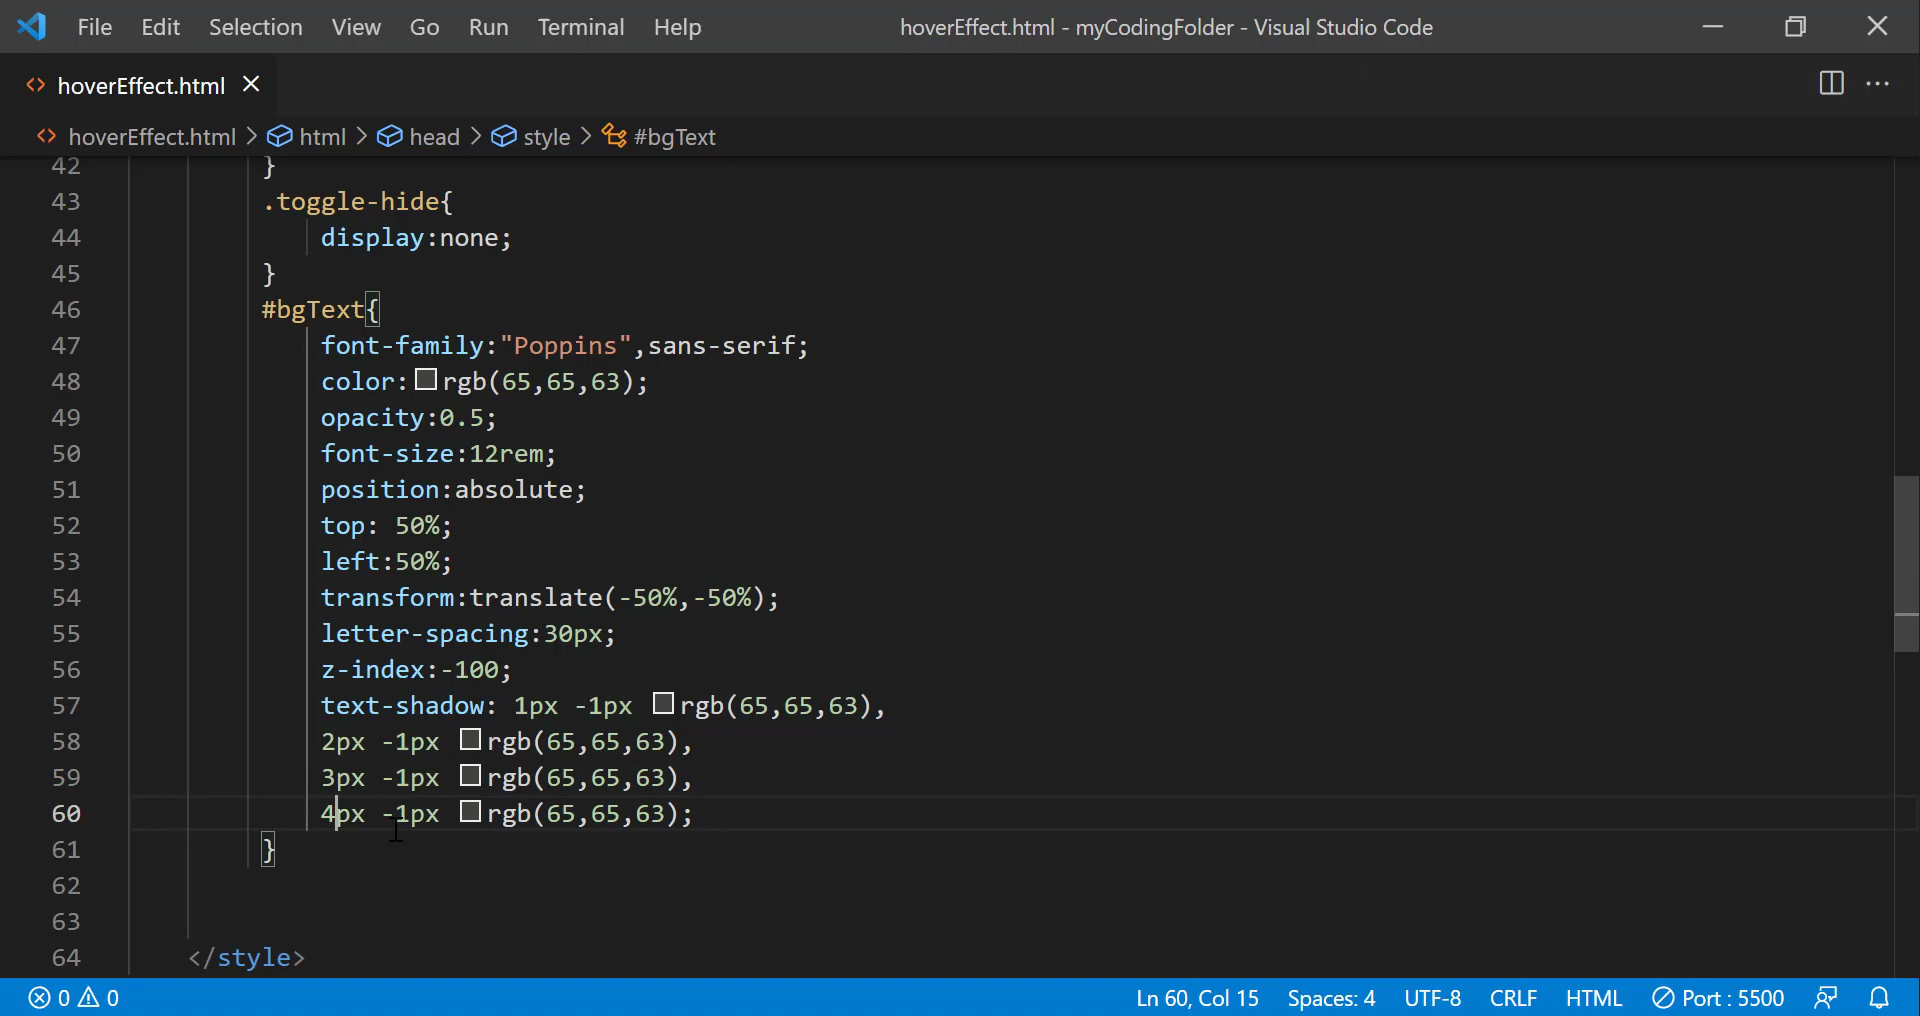 File Edit Selection View Go Run Terminal Help hoverEffect.html - myCodingFolder - Visual Studio Code
hoverEffect.html
hoverEffect.html > html > head > style > #bgText
42 }
43 .toggle-hide{
44 display:none;
45 }
46 #bgText{
47 font-family:"Poppins",sans-serif;
48 color:rgb(65,65,63);
49 opacity:0.5;
50 font-size:12rem;
51 position:absolute;
52 top: 50%;
53 left:50%;
54 transform:translate(-50%,-50%);
55 letter-spacing:30px;
56 z-index:-100;
57 text-shadow: 1px -1px rgb(65,65,63),
58 2px -1px rgb(65,65,63),
59 3px -1px rgb(65,65,63),
60 4px -1px rgb(65,65,63);
61 }
62
63
64 </style>
0 0 Ln 60, Col 15 Spaces: 4 UTF-8 CRLF HTML Port : 5500